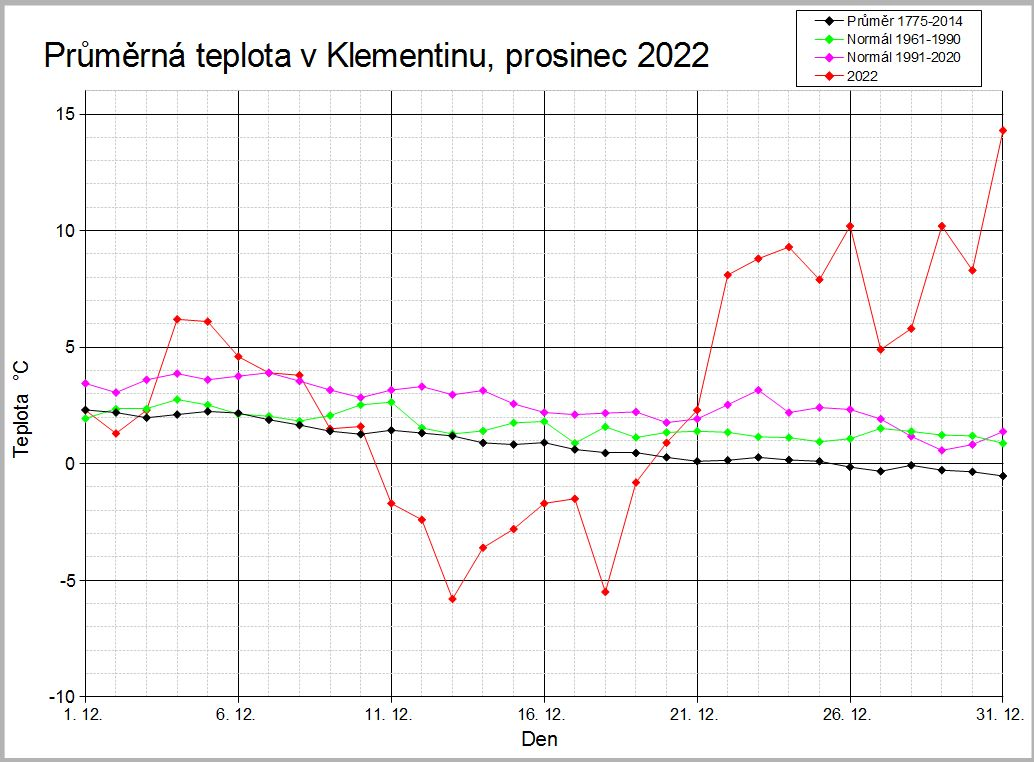 Průměrná teplota v Klementinu, prosinec 2022
Průměr 1775-2014
Normál 1961-1990
Normál 1991-2020
2022
15
10
5
0
-5
-10
Teplota °C
1. 12.
6. 12.
11. 12.
16. 12.
21. 12.
26. 12.
31. 12.
Den